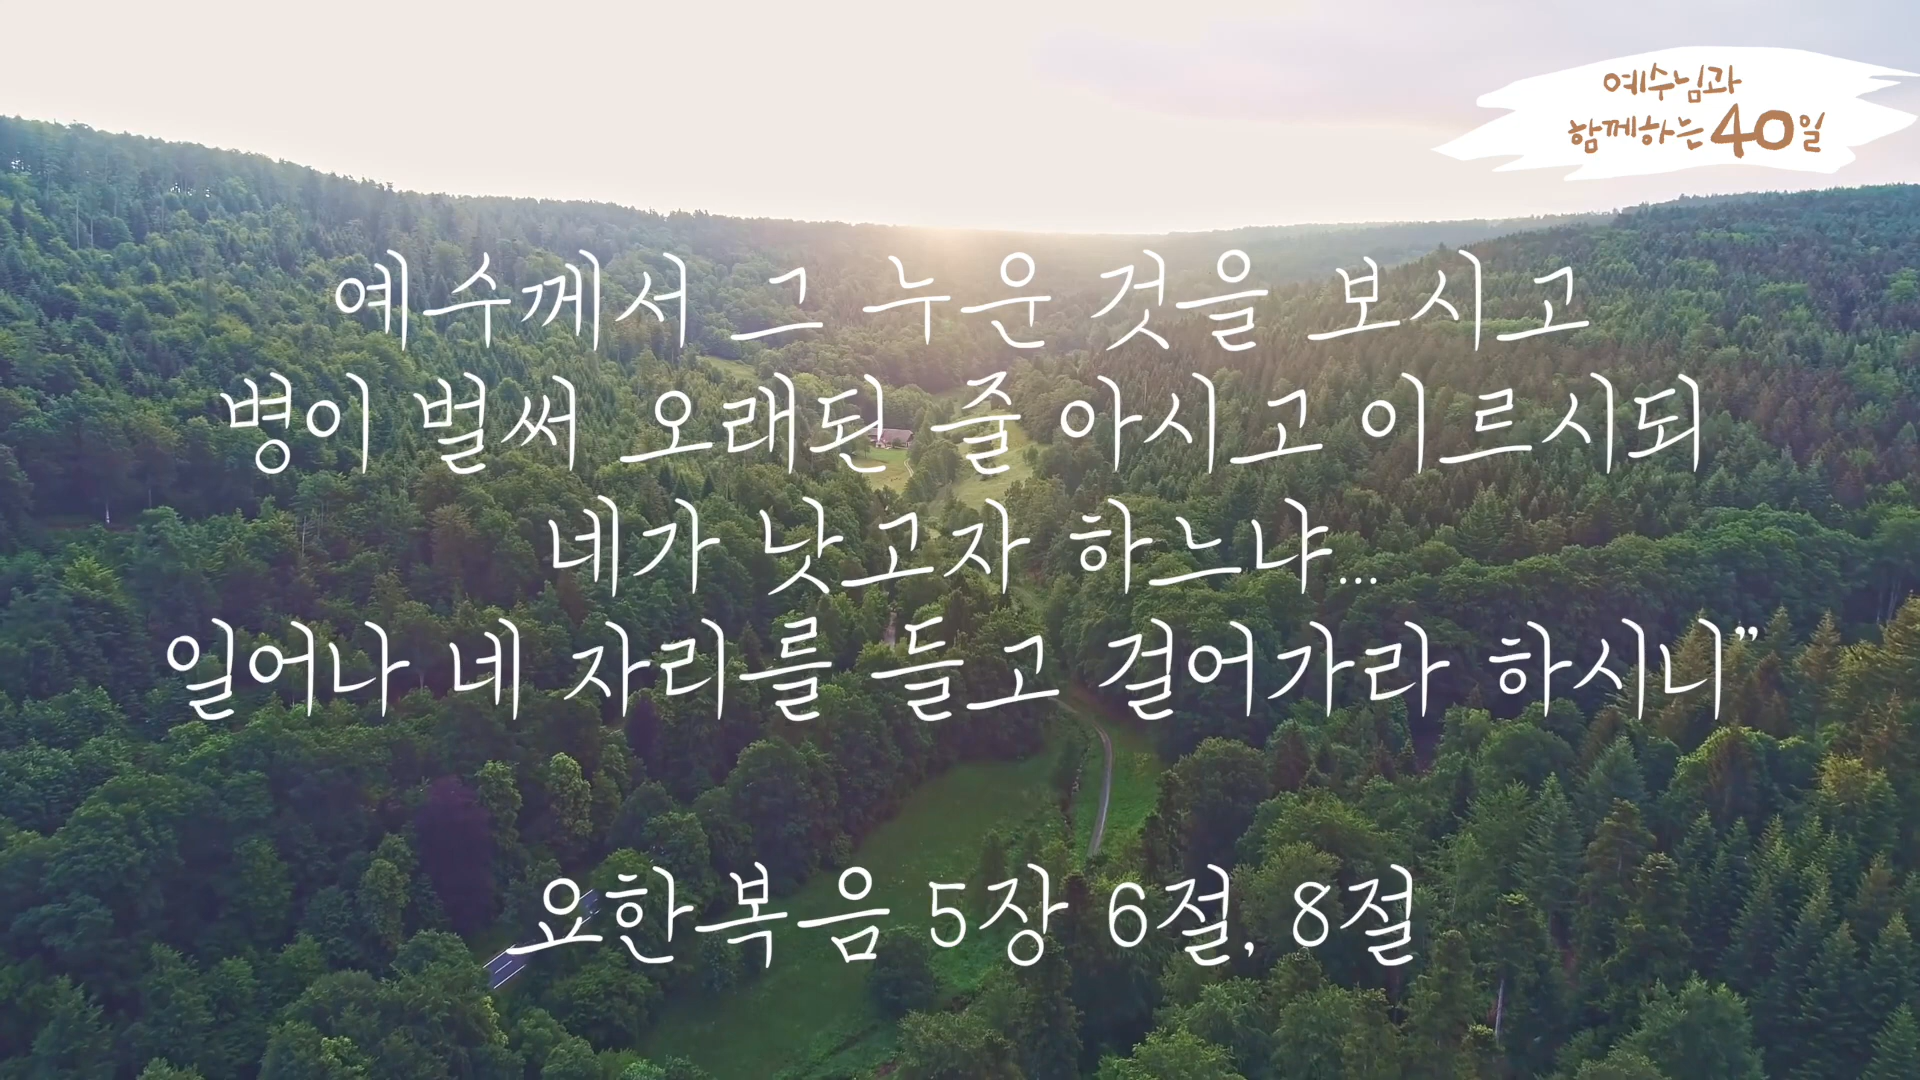 예수님과
함께하는 40일
예수께서 그 누운 것을 보시고
병이 벌써 오래된 줄 아시고 이르시되
네가 낫고자 하느냐...
일어나 네 자리를 들고 걸어가라 하시니”
요한복음 5장 6절, 8절